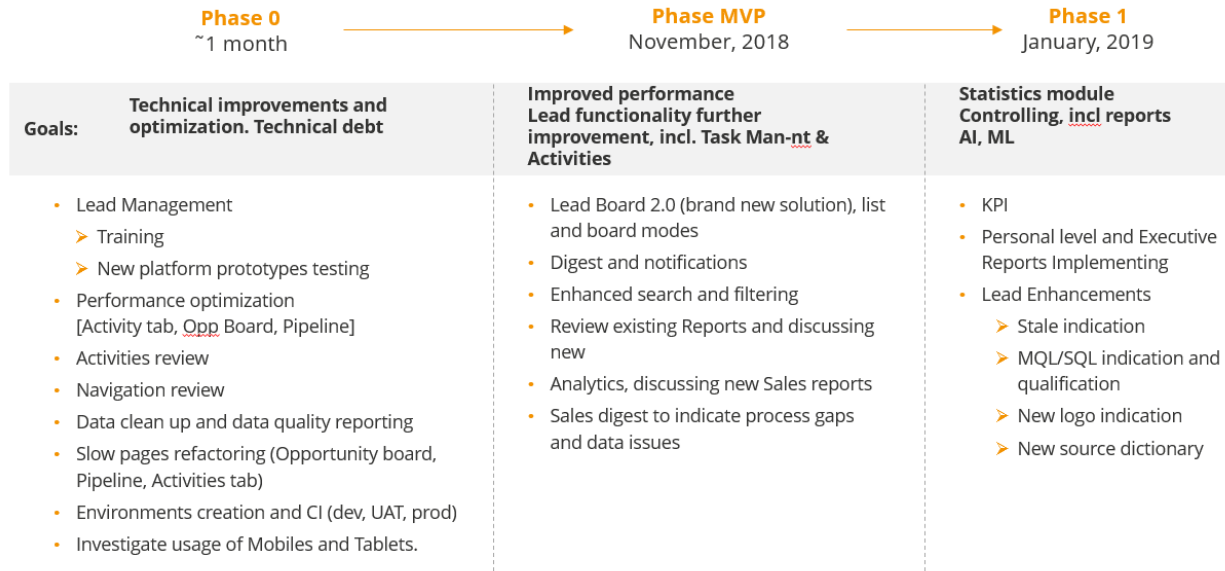 Phase 0
~1 month
Phase MVP
November, 2018
Phase 1
January, 2019
Goals:
Technical improvements and
optimization. Technical debt
Improved performance
Lead functionality further
improvement, incl. Task Man-nt &
Activities
Statistics module
Controlling, incl reports
AI, ML
• Lead Management
➢ Training
➢ New platform prototypes testing
• Performance optimization
[Activity tab, Opp Board, Pipeline]
• Activities review
• Navigation review
• Data clean up and data quality reporting
• Slow pages refactoring (Opportunity board,
Pipeline, Activities tab)
• Environments creation and CI (dev, UAT, prod)
• Investigate usage of Mobiles and Tablets.
• Lead Board 2.0 (brand new solution), list
and board modes
• Digest and notifications
• Enhanced search and filtering
• Review existing Reports and discussing
new
• Analytics, discussing new Sales reports
• Sales digest to indicate process gaps
and data issues
• KPI
• Personal level and Executive
Reports Implementing
• Lead Enhancements
➢ Stale indication
➢ MQL/SQL indication and
qualification
➢ New logo indication
➢ New source dictionary